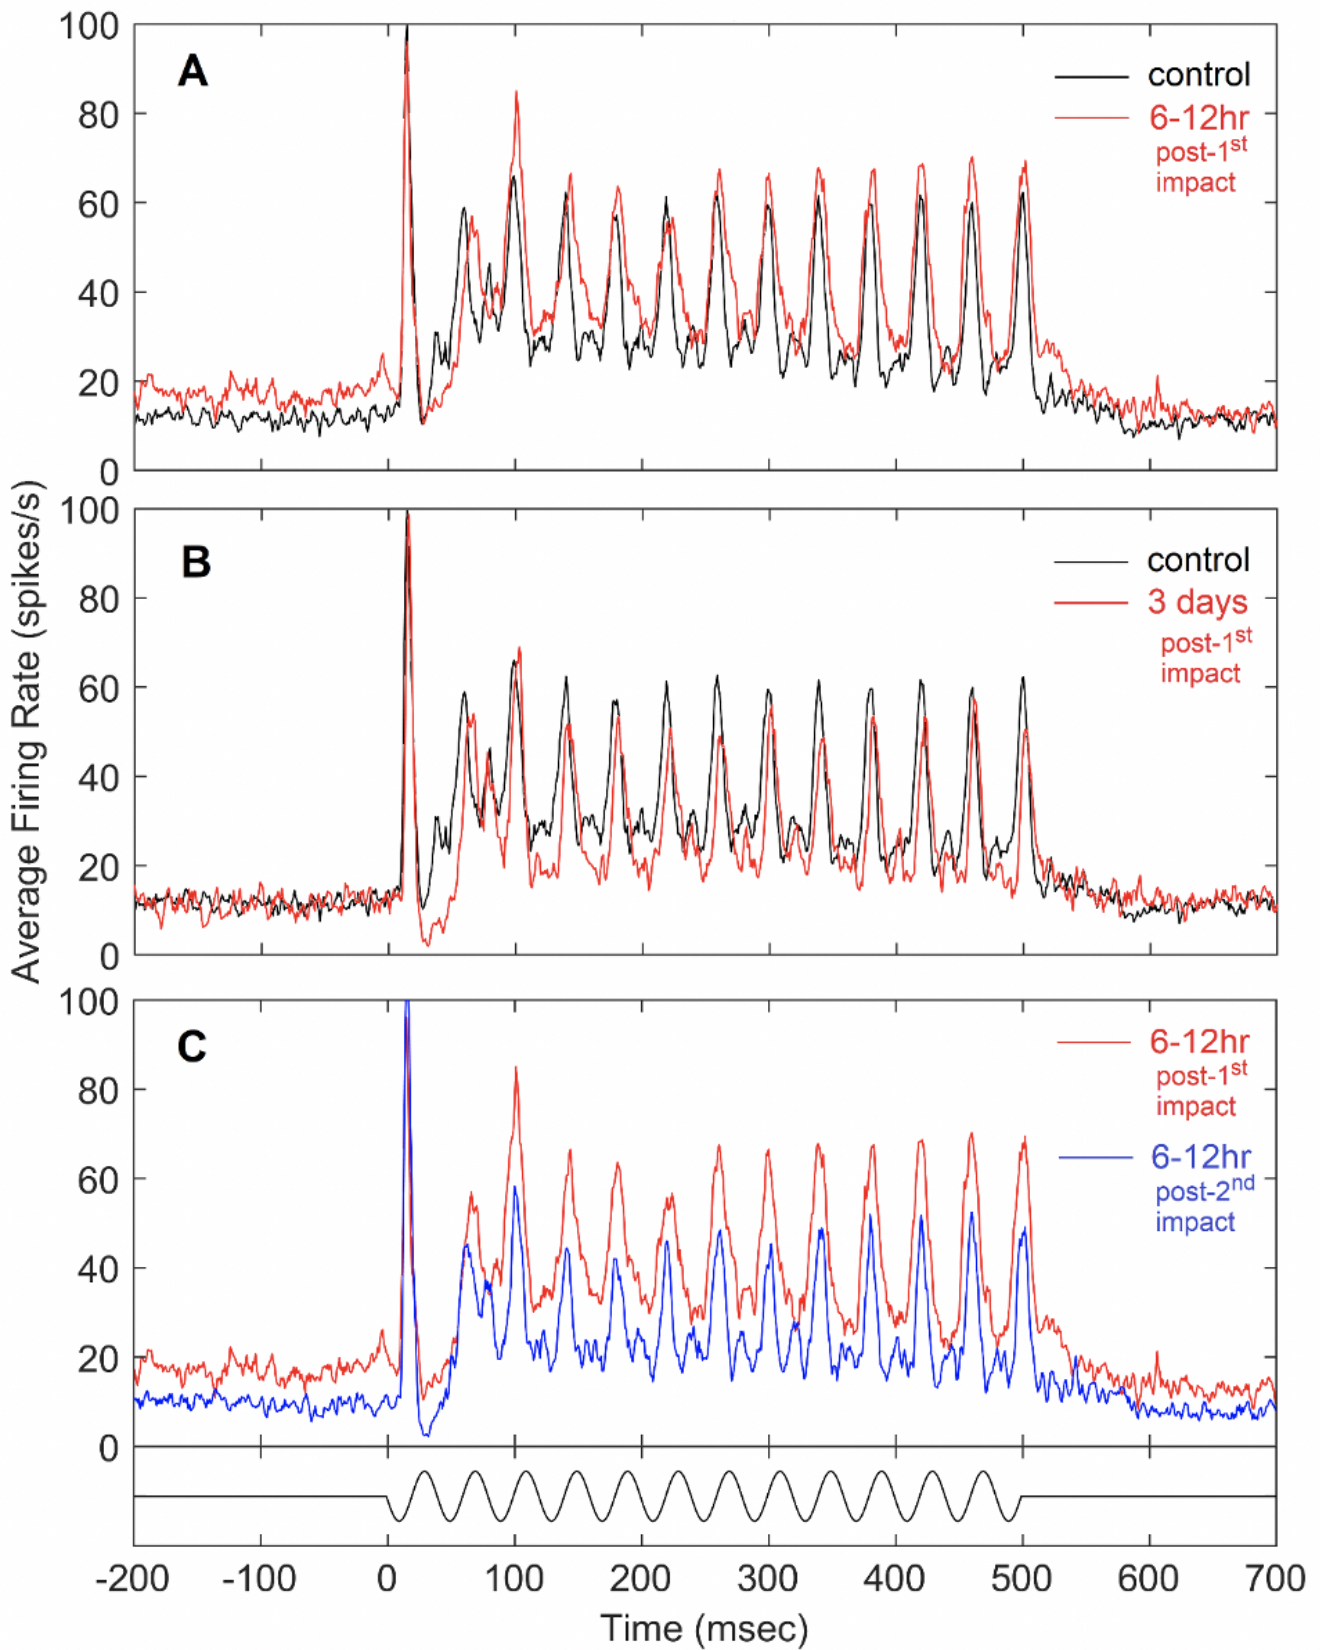 Average Firing Rate (spikes/s)
100
80
60
40
20
0
A
control
6-12hr
post-1st
impact
100
80
60
40
20
0
B
control
3 days
post-1st
impact
100
80
60
40
20
0
C
6-12hr
post-1st
impact
6-12hr
post-2nd
impact
-200 -100 0 100 200 300 400 500 600 700
Time (msec)